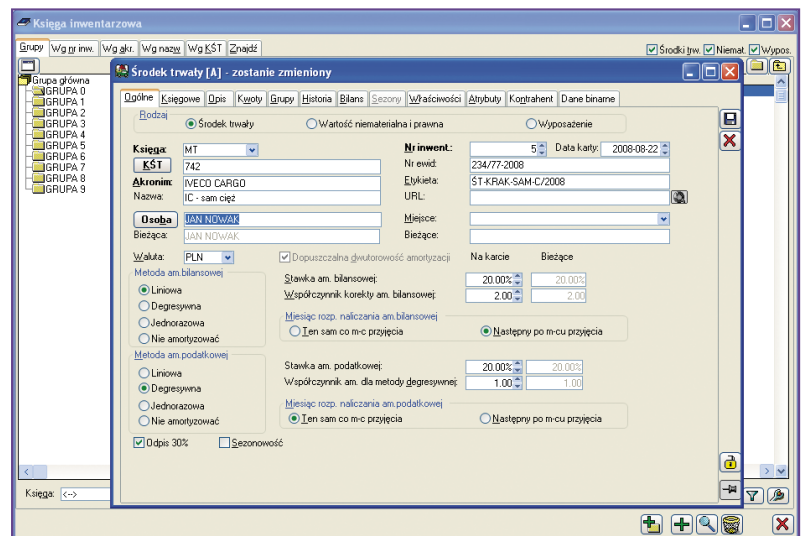 Księga inwentarzowa
Grupy Wg nr inw. Wg akr. Wg nazw Wg KŚT Znajdź Środki trw. Niemat. Wypos.
Grupa główna
GRUPA 0
GRUPA 1
GRUPA 2
GRUPA 3
GRUPA 4
GRUPA 5
GRUPA 6
GRUPA 7
GRUPA 8
GRUPA 9
Księga: <-->
Środek trwały [A] - zostanie zmieniony
Ogólne Księgowe Opis Kwoty Grupy Historia Bilans Sezony Właściwości Atrybuty Kontrahent Dane binarne
Rodzaj
Środek trwały Wartość niematerialna i prawna Wyposażenie
Księga: MT Nr inwent.: 5 Data karty: 2008-08-22
KŚT 742 Nr ewid: 234/77-2008
Akronim: IVECO CARGO Etykieta: ŚT-KRAK-SAM-C/2008
Nazwa: IC - sam cięż URL:
Osoba JAN NOWAK Miejsce:
Bieżąca: JAN NOWAK Bieżące:
Waluta: PLN Dopuszczalna dwutorowość amortyzacji Na karcie Bieżące
Metoda am.bilansowej
Liniowa
Degresywna
Jednorazowa
Nie amortyzować
Stawka am. bilansowej: 20.00% 20.00%
Współczynnik korekty am. bilansowej: 2.00 2.00
Miesiąc rozp. naliczania am.bilansowej
Ten sam co m-c przyjęcia Następny po m-cu przyjęcia
Metoda am.podatkowej
Liniowa
Degresywna
Jednorazowa
Nie amortyzować
Stawka am. podatkowej: 20.00% 20.00%
Współczynnik am. dla metody degresywnej: 1.00 1.00
Miesiąc rozp. naliczania am.podatkowej
Ten sam co m-c przyjęcia Następny po m-cu przyjęcia
Odpis 30% Sezonowość